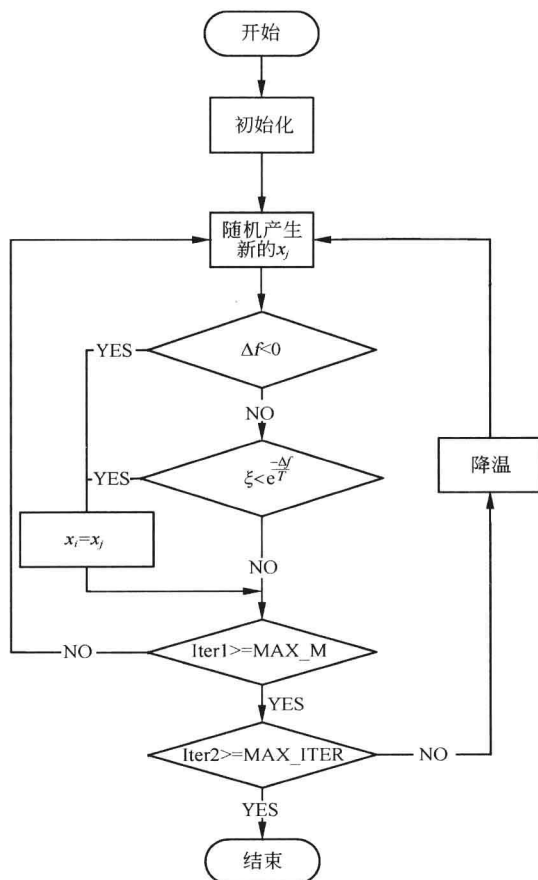 开始
初始化
随机产生
新的xj
YES
Δf<0
NO
YES
ξ<e^(-Δf/T)
降温
xi=xj
NO
NO
Iter1>=MAX_M
YES
Iter2>=MAX_ITER
NO
YES
结束